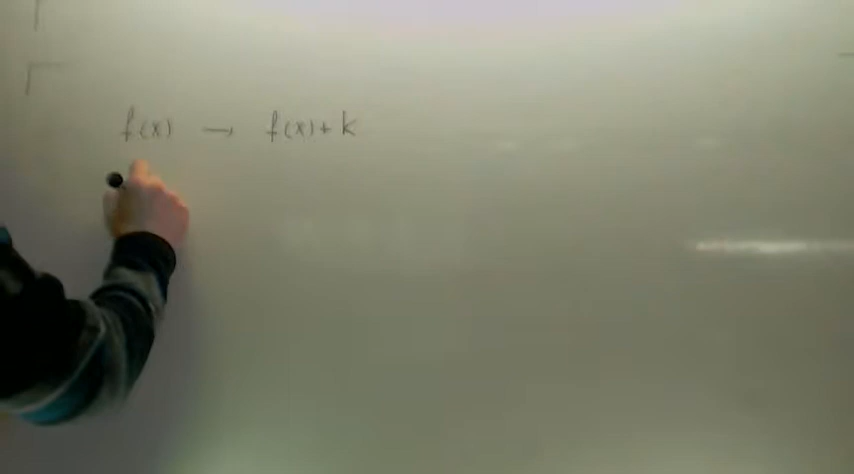 f(x) → f(x)+k